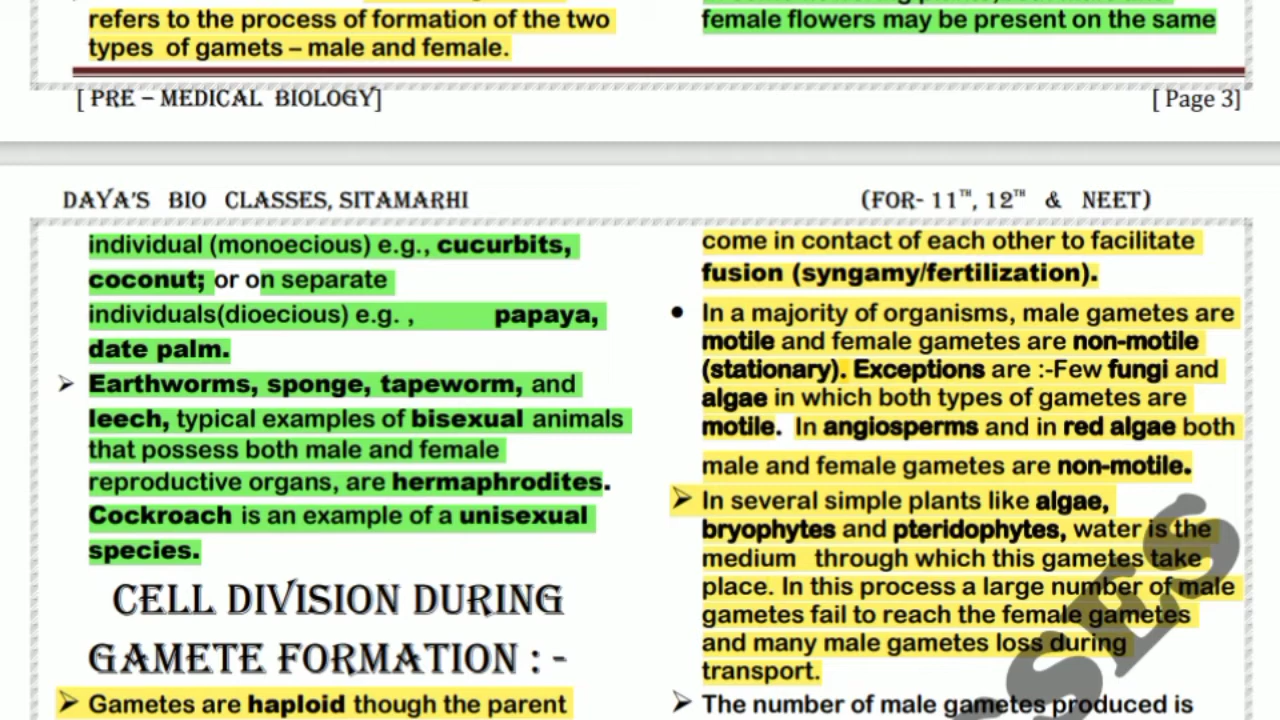 refers to the process of formation of the two
types of gamets – male and female.
female flowers may be present on the same
[ PRE – MEDICAL BIOLOGY]
[ Page 3]
DAYA'S BIO CLASSES, SITAMARHI
(FOR- 11TH, 12TH & NEET)
individual (monoecious) e.g., cucurbits,
coconut; or on separate
individuals(dioecious) e.g. , papaya,
date palm.
➢ Earthworms, sponge, tapeworm, and
leech, typical examples of bisexual animals
that possess both male and female
reproductive organs, are hermaphrodites.
Cockroach is an example of a unisexual
species.
CELL DIVISION DURING
GAMETE FORMATION : -
➢ Gametes are haploid though the parent
come in contact of each other to facilitate
fusion (syngamy/fertilization).
• In a majority of organisms, male gametes are
motile and female gametes are non-motile
(stationary). Exceptions are :-Few fungi and
algae in which both types of gametes are
motile. In angiosperms and in red algae both
male and female gametes are non-motile.
➢ In several simple plants like algae,
bryophytes and pteridophytes, water is the
medium through which this gametes take
place. In this process a large number of male
gametes fail to reach the female gametes
and many male gametes loss during
transport.
➢ The number of male gametes produced is